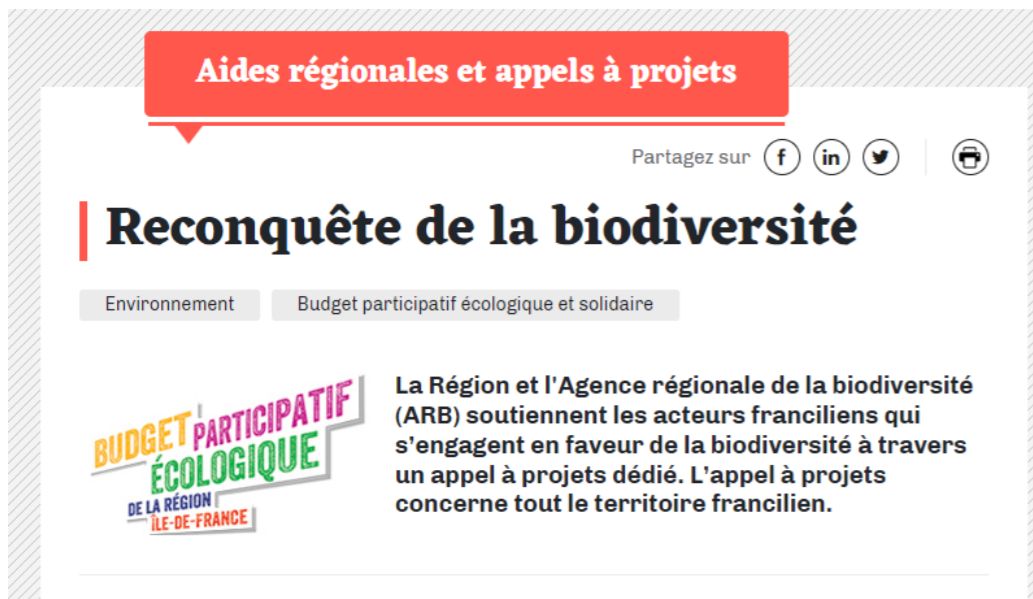 Aides régionales et appels à projets
Partagez sur
Reconquête de la biodiversité
Environnement
Budget participatif écologique et solidaire
BUDGET PARTICIPATIF
ÉCOLOGIQUE
DE LA RÉGION
ÎLE-DE-FRANCE
La Région et l'Agence régionale de la biodiversité
(ARB) soutiennent les acteurs franciliens qui
s’engagent en faveur de la biodiversité à travers
un appel à projets dédié. L’appel à projets
concerne tout le territoire francilien.